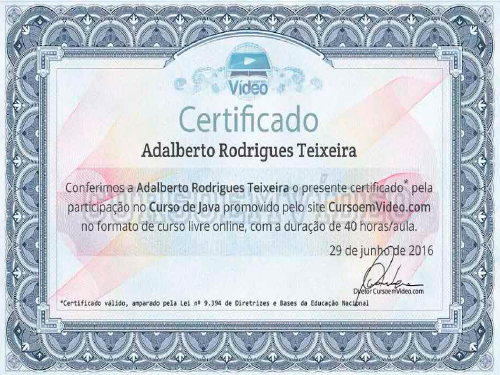 Vídeo
Certificado
Adalberto Rodrigues Teixeira
Conferimos a Adalberto Rodrigues Teixeira o presente certificado* pela
participação no Curso de Java promovido pelo site CursoemVideo.com
no formato de curso livre online, com a duração de 40 horas/aula.
29 de junho de 2016
Diretor CursoemVideo.com
*Certificado válido, amparado pela Lei nº 9.394 de Diretrizes e Bases da Educação Nacional